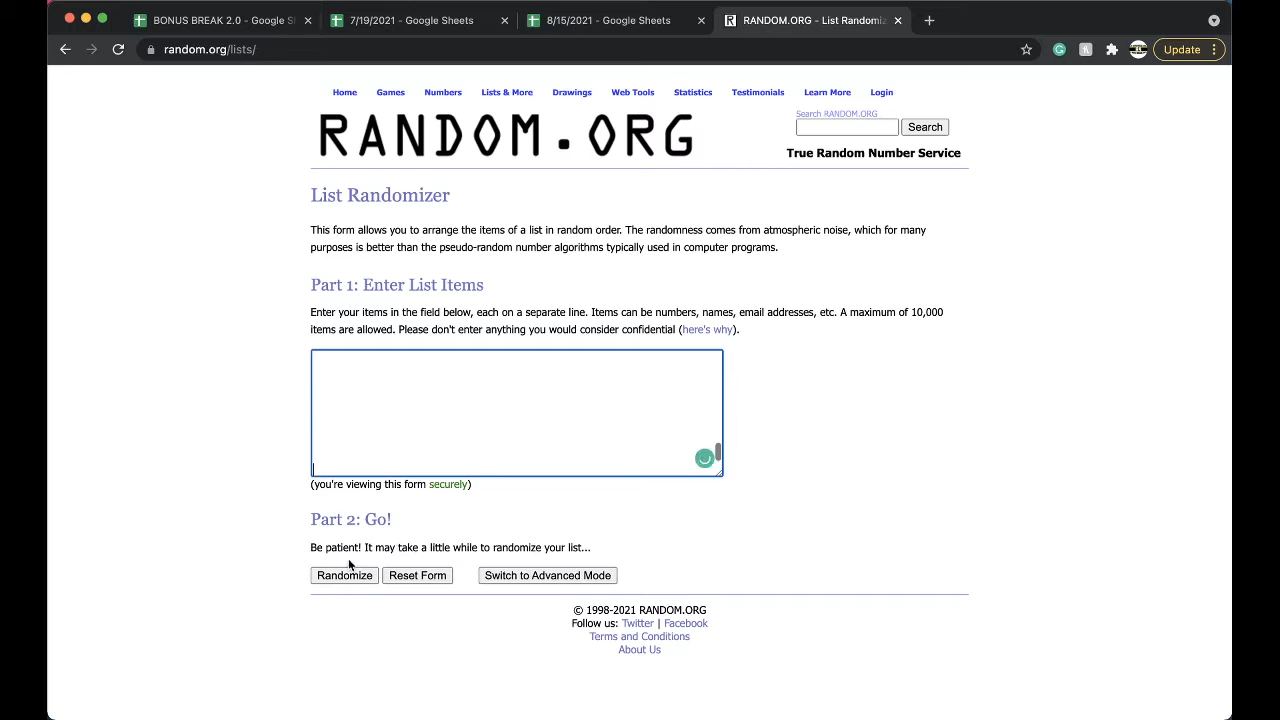 BONUS BREAK 2.0 - Google S
7/19/2021 - Google Sheets
8/15/2021 - Google Sheets
RANDOM.ORG - List Randomiz
random.org/lists/
Update
Home Games Numbers Lists & More Drawings Web Tools Statistics Testimonials Learn More Login
RANDOM.ORG
Search RANDOM.ORG
Search
True Random Number Service
List Randomizer
This form allows you to arrange the items of a list in random order. The randomness comes from atmospheric noise, which for many
purposes is better than the pseudo-random number algorithms typically used in computer programs.
Part 1: Enter List Items
Enter your items in the field below, each on a separate line. Items can be numbers, names, email addresses, etc. A maximum of 10,000
items are allowed. Please don't enter anything you would consider confidential (here's why).
(you're viewing this form securely)
Part 2: Go!
Be patient! It may take a little while to randomize your list...
Randomize Reset Form Switch to Advanced Mode
© 1998-2021 RANDOM.ORG
Follow us: Twitter | Facebook
Terms and Conditions
About Us